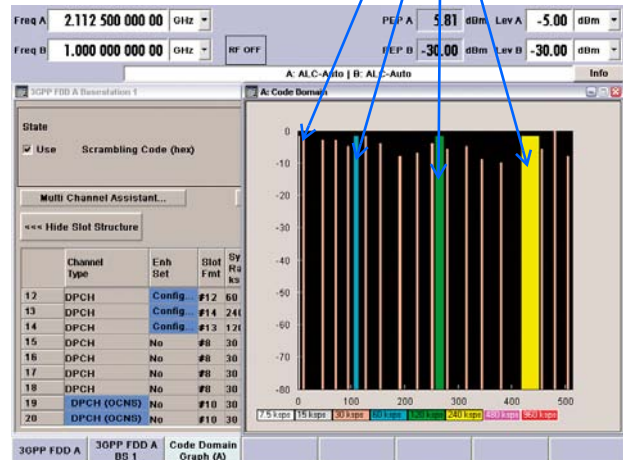 Freq A 2.112 500 000 00 GHz PEP A 5.81 dBm Lev A -5.00 dBm
Freq B 1.000 000 000 00 GHz RF OFF PEP B -30.00 dBm Lev B -30.00 dBm
A: ALC-Auto | B: ALC-Auto Info
3GPP FDD A Basestation 1
A: Code Domain
State
Use Scrambling Code (hex)
Multi Channel Assistant...
<<< Hide Slot Structure
Channel Type Enh Set Slot Fmt Sy Ra ks
12 DPCH Config... #12 60
13 DPCH Config... #14 240
14 DPCH Config... #13 120
15 DPCH No #8 30
16 DPCH No #8 30
17 DPCH No #8 30
18 DPCH No #8 30
19 DPCH (OCNS) No #10 30
20 DPCH (OCNS) No #10 30
0
-10
-20
-30
-40
-50
-60
-70
-80
0 100 200 300 400 500
7.5 ksps 15 ksps 30 ksps 60 ksps 120 ksps 240 ksps 480 ksps 960 ksps
3GPP FDD A
3GPP FDD A BS 1
Code Domain Graph (A)